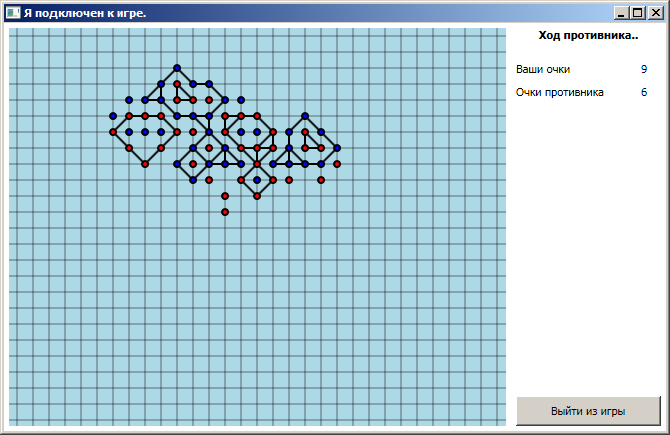 Я подключен к игре.
Ход противника..
Ваши очки 9
Очки противника 6
Выйти из игры